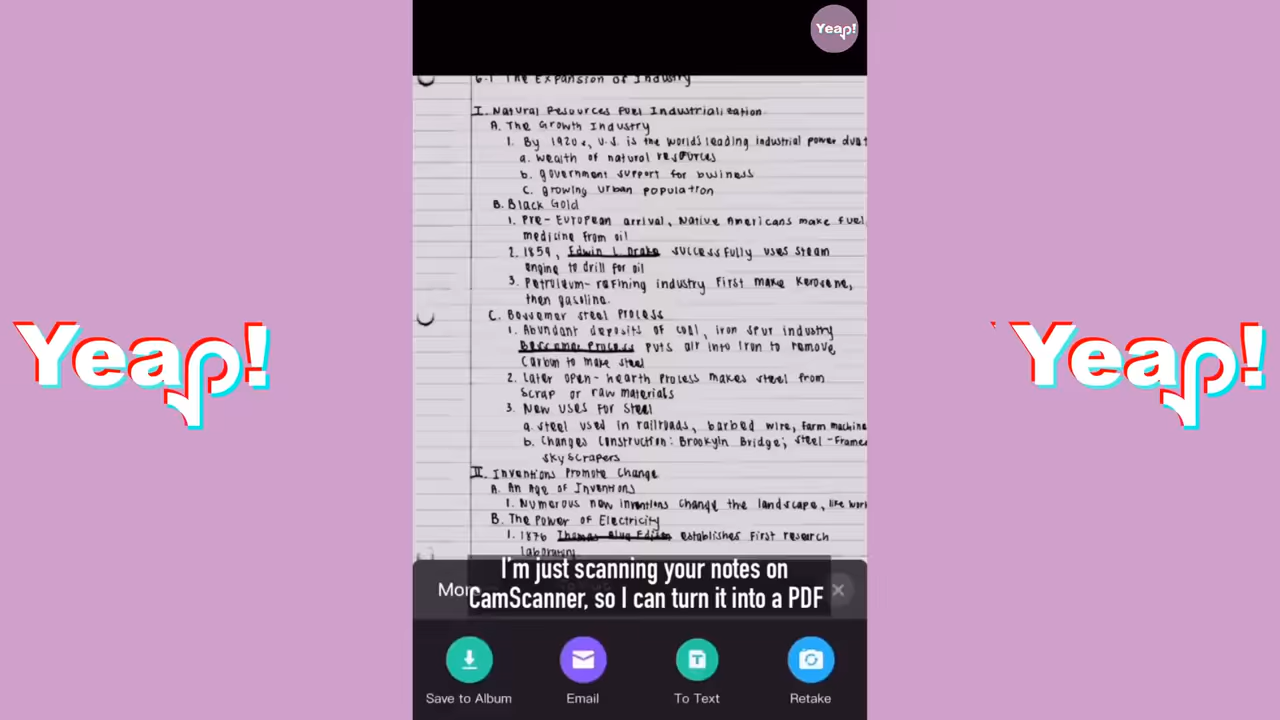 Yeap!
6.1 The Expansion of Industry
I. Natural Resources Fuel Industrialization
A. The Growth Industry
1. By 1920s, U.S. is the world's leading industrial power due t
a. wealth of natural resources
b. government support for business
c. growing urban population
B. Black Gold
1. Pre-European arrival, Native Americans make fuel,
medicine from oil
2. 1859, Edwin L. Drake successfully uses steam
engine to drill for oil
3. Petroleum-refining industry first make kerosene,
then gasoline.
C. Bessemer Steel Process
1. Abundant deposits of coal, iron spur industry
Bessemer Process puts air into iron to remove
carbon to make steel
2. Later open-hearth process makes steel from
scrap or raw materials
3. New uses for steel
a. steel used in railroads, barbed wire, farm machine
b. Changes Construction: Brooklyn Bridge; steel-frame
skyscrapers
II. Inventions Promote Change
A. An Age of Inventions
1. Numerous new inventions change the landscape, like
B. The Power of Electricity
1. 1876 Thomas Alva Edison establishes first research
laboratory
I'm just scanning your notes on
CamScanner, so I can turn it into a PDF
Save to Album
Email
To Text
Retake
Yeap!
Yeap!